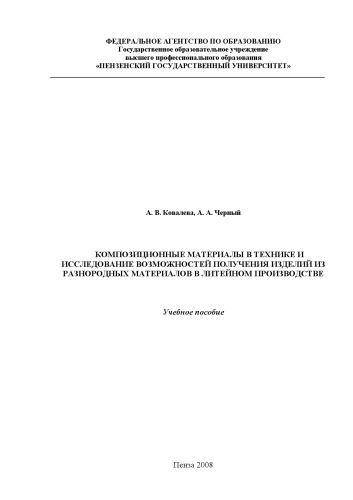 ФЕДЕРАЛЬНОЕ АГЕНТСТВО ПО ОБРАЗОВАНИЮ
Государственное образовательное учреждение
высшего профессионального образования
«ПЕНЗЕНСКИЙ ГОСУДАРСТВЕННЫЙ УНИВЕРСИТЕТ»
А. В. Ковалева, А. А. Черный
КОМПОЗИЦИОННЫЕ МАТЕРИАЛЫ В ТЕХНИКЕ И
ИССЛЕДОВАНИЕ ВОЗМОЖНОСТЕЙ ПОЛУЧЕНИЯ ИЗДЕЛИЙ ИЗ
РАЗНОРОДНЫХ МАТЕРИАЛОВ В ЛИТЕЙНОМ ПРОИЗВОДСТВЕ
Учебное пособие
Пенза 2008